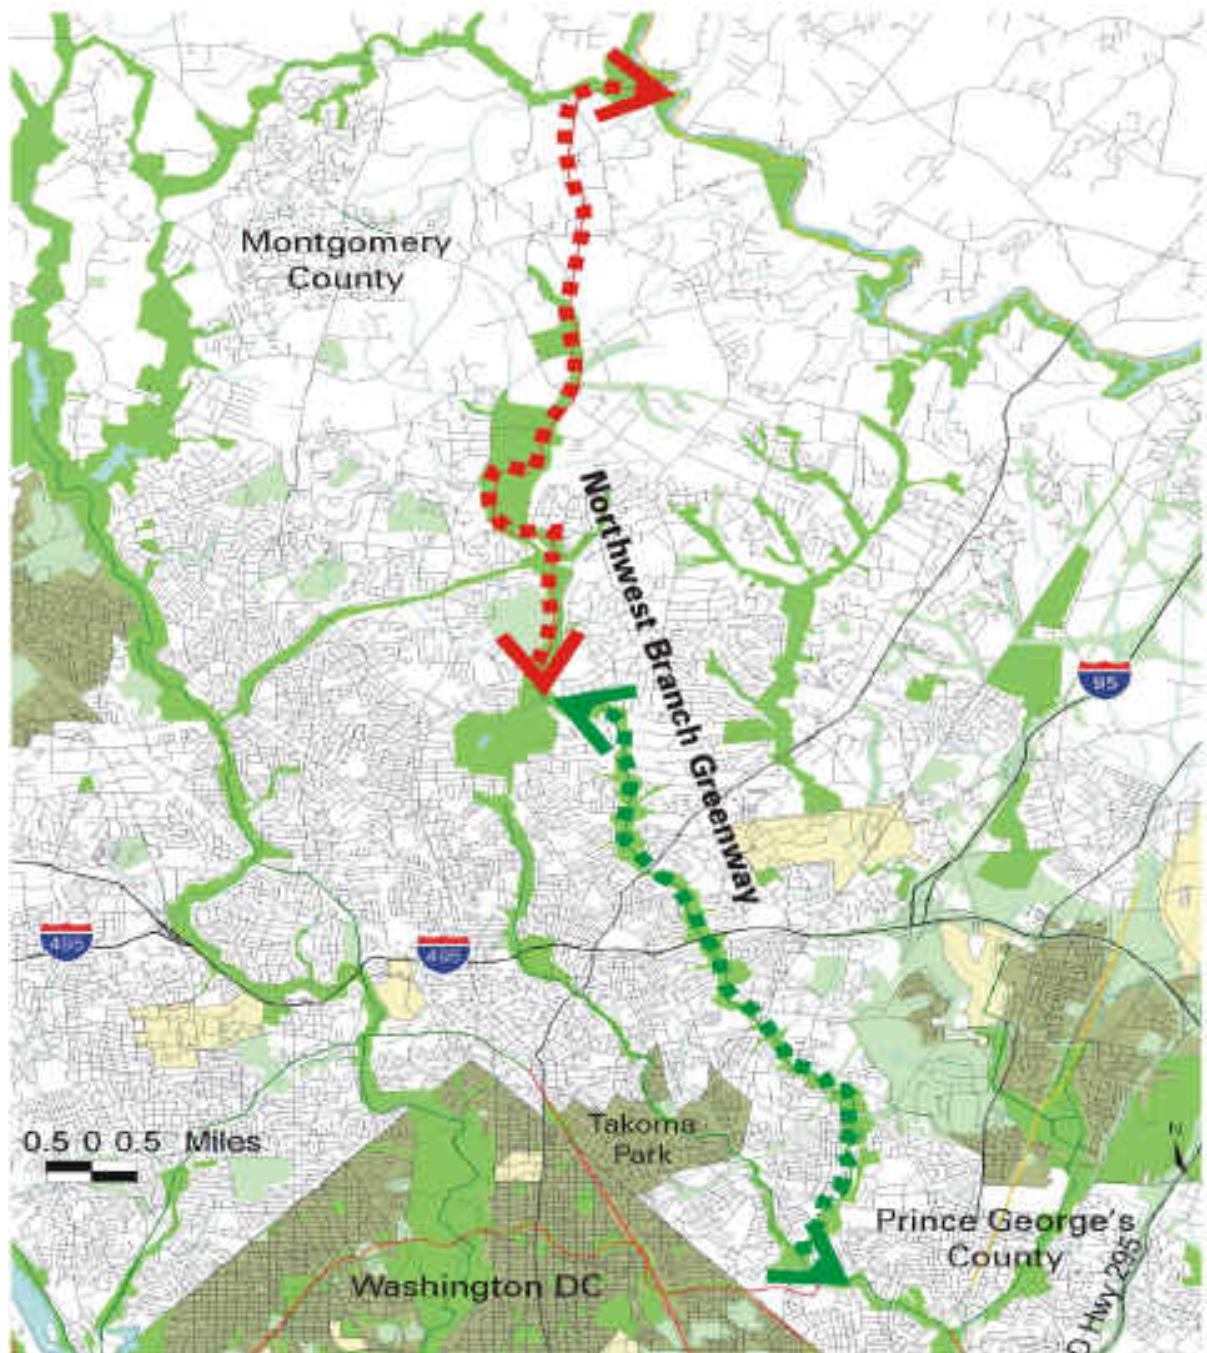 Montgomery
County
Northwest Branch Greenway
95
495
495
0.5 0 0.5 Miles
Takoma
Park
N
Prince George's
County
Washington DC
D Hwy 295